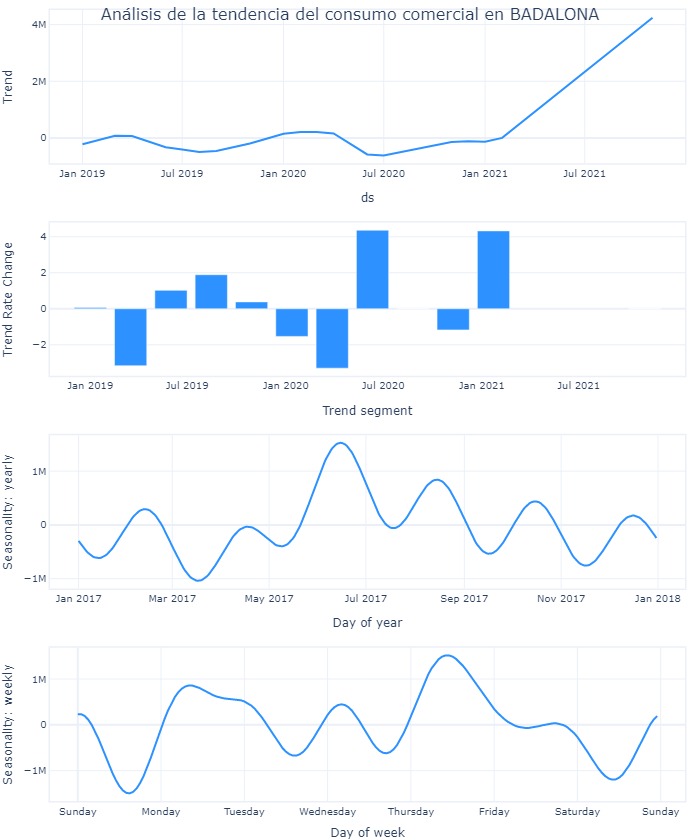 Análisis de la tendencia del consumo comercial en BADALONA
4M
2M
0
Trend
Jan 2019
Jul 2019
Jan 2020
Jul 2020
Jan 2021
Jul 2021
ds
4
2
0
−2
Trend Rate Change
Jan 2019
Jul 2019
Jan 2020
Jul 2020
Jan 2021
Jul 2021
Trend segment
1M
0
−1M
Seasonality: yearly
Jan 2017
Mar 2017
May 2017
Jul 2017
Sep 2017
Nov 2017
Jan 2018
Day of year
1M
0
−1M
Seasonality: weekly
Sunday
Monday
Tuesday
Wednesday
Thursday
Friday
Saturday
Sunday
Day of week